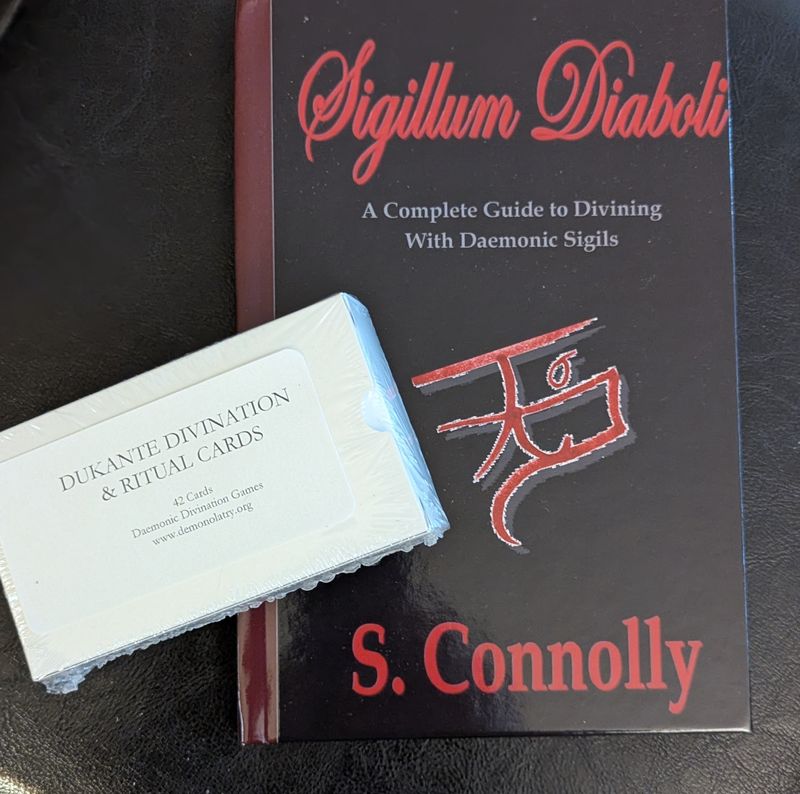 Sigillum Diaboli
A Complete Guide to Divining
With Daemonic Sigils
S. Connolly
DUKANTE DIVINATION
& RITUAL CARDS
42 Cards
Daemonic Divination Games
www.demonolatry.org